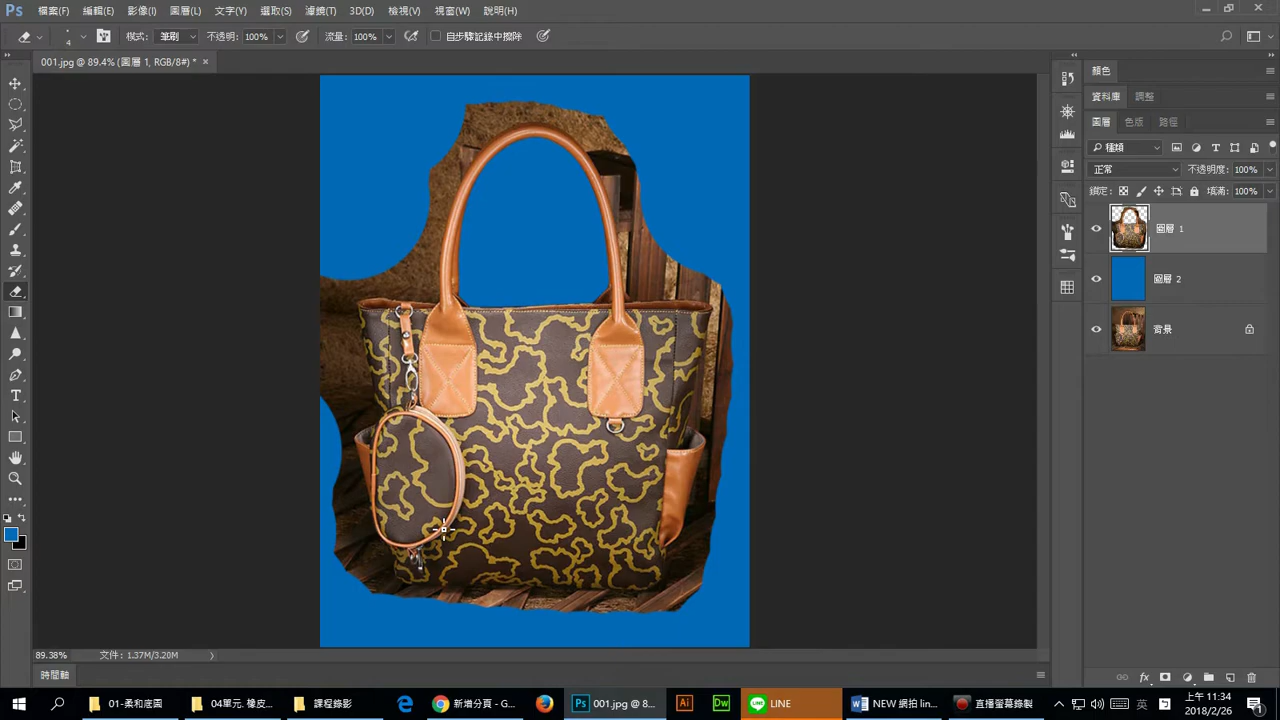 Ps 檔案(F) 編輯(E) 影像(I) 圖層(L) 文字(Y) 選取(S) 濾鏡(T) 3D(D) 檢視(V) 視窗(W) 說明(H)
4 模式: 筆刷 不透明: 100% 流量: 100% 自步驟記錄中擦除
001.jpg @ 89.4% (圖層 1, RGB/8#) * ×
顏色
資料庫 調整
圖層 色版 路徑
種類
正常 不透明度: 100%
鎖定: 填滿: 100%
圖層 1
圖層 2
背景
89.38% 文件: 1.37M/3.20M
時間軸
fx
01-柔和底圖 04單元. 橡皮... 課程錄影 新增分頁 - G... Ps 001.jpg @ 8... Ai Dw LINE NEW 網拍 lin... 直播螢幕錄製 英 上午 11:34
2018/2/26